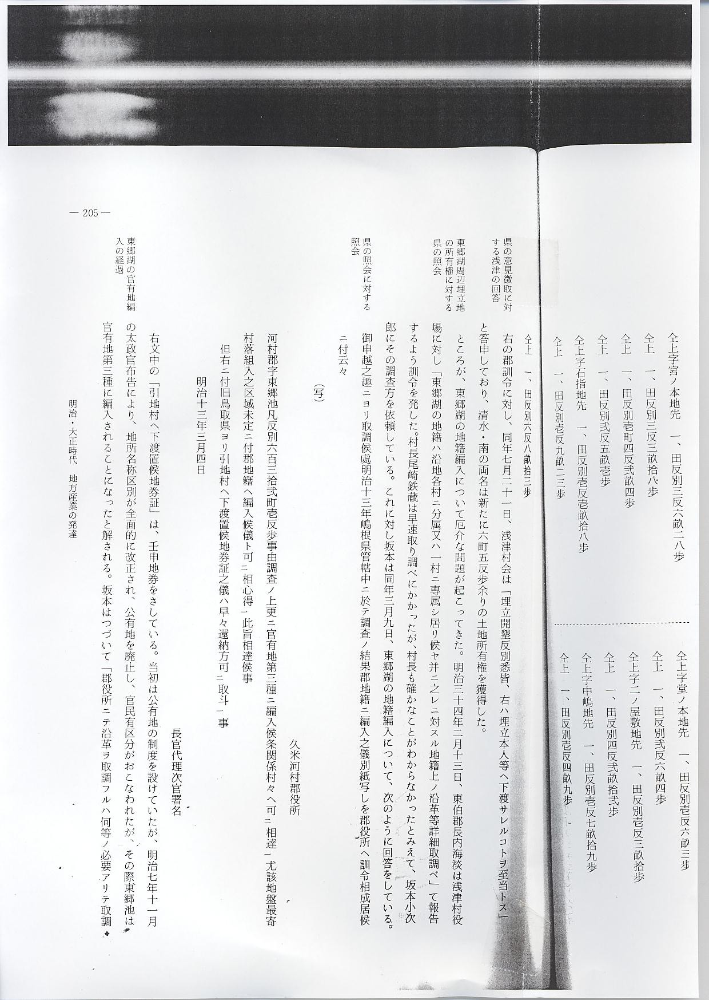 仝上字宮ノ本地先　一、田反別三反六畝二八歩
仝上　一、田反別三反三畝拾八歩
仝上　一、田反別壱町四反弐畝四歩
仝上　一、田反別弐反五畝壱歩
仝上字石指地先　一、田反別壱反壱畝拾八歩
仝上　一、田反別壱反九畝二三歩
仝上字堂ノ本地先　一、田反別壱反六畝三歩
仝上　一、田反別弐反六畝四歩
仝上字二ノ屋敷地先　一、田反別壱反三畝拾歩
仝上　一、田反別四反弐畝拾弐歩
仝上字中嶋地先　一、田反別壱反七畝拾九歩
仝上　一、田反別壱反四畝九歩
仝上　一、田反別六反八畝拾三歩
県の意見徴取に対
する浅津の回答
右の郡訓令に対し、同年七月二十一日、浅津村会は「埋立開墾反別悉皆、右ハ埋立本人等ヘ下渡サレルコトヲ至当トス」
と答申しており、清水・南の両名は新たに六町五反歩余りの土地所有権を獲得した。
東郷湖周辺埋立地
の所有権に対する
県の照会
ところが、東郷湖の地籍編入について厄介な問題が起こってきた。明治三十四年二月十三日、東伯郡長内海淡は浅津村役
場に対し「東郷湖の地籍ハ沿地各村ニ分属又ハ一村ニ専属シ居リ候ヤ并ニ之レニ対スル地籍上ノ沿革等詳細取調ベ」て報告
するよう訓令を発した。村長尾崎鉄蔵は早速取り調べにかかったが、村長も確かなことがわからなかったとみえて、坂本小次
郎にその調査方を依頼している。これに対し坂本は同年三月九日、東郷湖の地籍編入について、次のように回答をしている。
県の照会に対する
照会
御申越之趣ニヨリ取調候處明治十三年嶋根県管轄中ニ於テ調査ノ結果郡地籍ニ編入之儀別紙写しを郡役所ヘ訓令相成居候
ニ付云々
（写）
久米河村郡役所
河村郡字東郷池凡反別六百三拾弐町壱反歩事由調査ノ上更ニ官有地第三種ニ編入候条関係村々ヘ可ニ相達一尤該地盤最寄
村落組入之区域未定ニ付郡地籍ヘ編入候儀ト可ニ相心得一此旨相達候事
但右ニ付旧鳥取県ヨリ引地村ヘ下渡置候地券証之儀ハ早々還納方可ニ取斗一事
明治十三年三月四日
長官代理次官署名
右文中の「引地村ヘ下渡置候地券証」は、壬申地券をさしている。当初は公有地の制度を設けていたが、明治七年十一月
東郷湖の官有地編
入の経過
の太政官布告により、地所名称区別が全面的に改正され、公有地を廃止し、官民有区分がおこなわれたが、その際東郷池は
官有地第三種に編入されることになったと解される。坂本はつづいて「郡役所ニテ沿革ヲ取調フルハ何等ノ必要アリテ取調
明治・大正時代　地方産業の発達
— 205 —